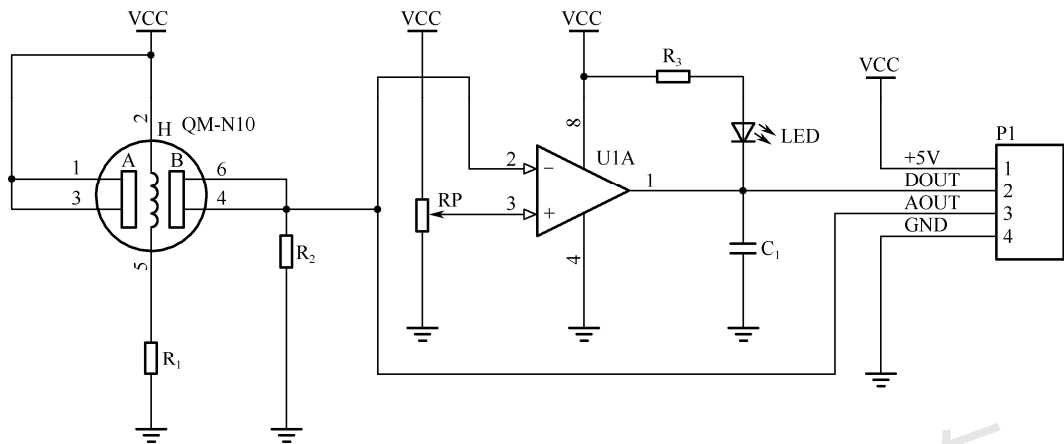 VCC
VCC
VCC
R₃
VCC
2
H
QM-N10
8
LED
P1
1
A
B
6
2
U1A
+5V
1
3
4
−
1
DOUT
2
RP
3
+
AOUT
3
GND
4
5
R₂
4
C₁
R₁